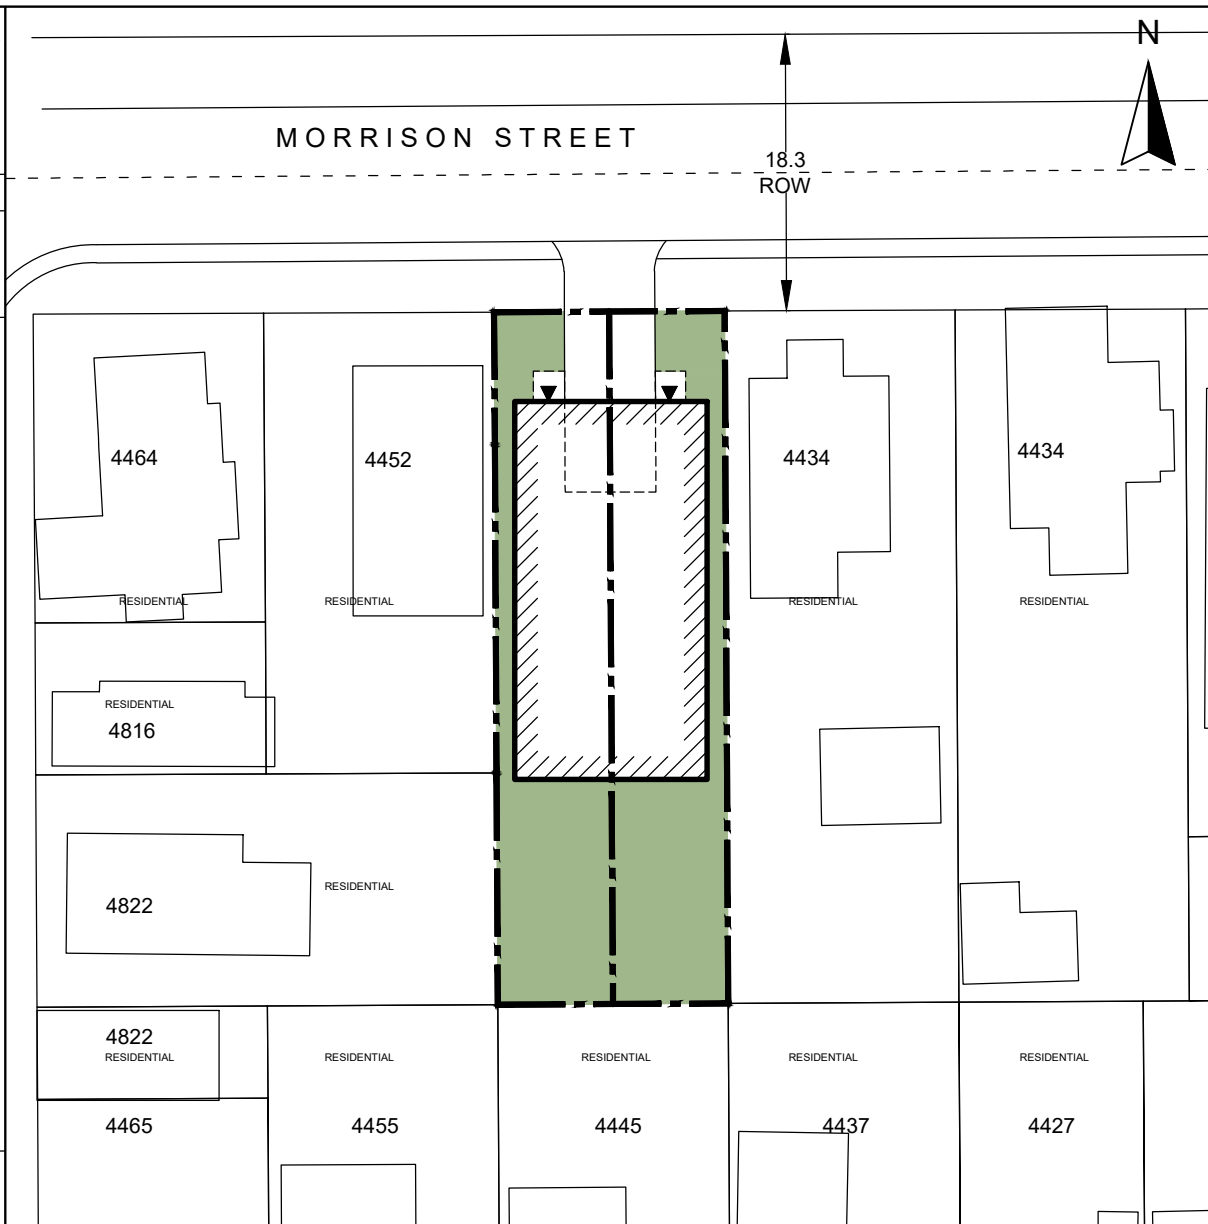 N
MORRISON STREET
18.3
ROW
4464
4452
4434
4434
RESIDENTIAL
RESIDENTIAL
RESIDENTIAL
RESIDENTIAL
RESIDENTIAL
4816
4822
RESIDENTIAL
4822
RESIDENTIAL
RESIDENTIAL
RESIDENTIAL
RESIDENTIAL
RESIDENTIAL
4465
4455
4445
4437
4427